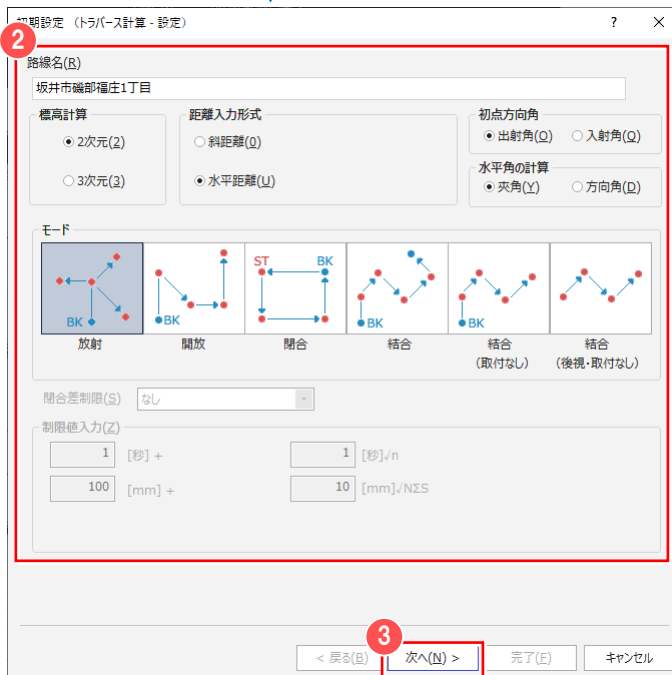 初期設定 （トラバース計算 - 設定） ? ×
2
路線名(R)
坂井市磯部福庄1丁目
標高計算
2次元(2)
3次元(3)
距離入力形式
斜距離(0)
水平距離(U)
初点方向角
出射角(O) 入射角(Q)
水平角の計算
夾角(Y) 方向角(D)
モード
BK
放射
BK
開放
ST BK
閉合
BK
結合
BK
結合
（取付なし）
結合
（後視・取付なし）
閉合差制限(S) なし
制限値入力(Z)
1 [秒] + 1 [秒]√n
100 [mm] + 10 [mm]√NΣS
3
< 戻る(B) 次へ(N) > 完了(F) キャンセル